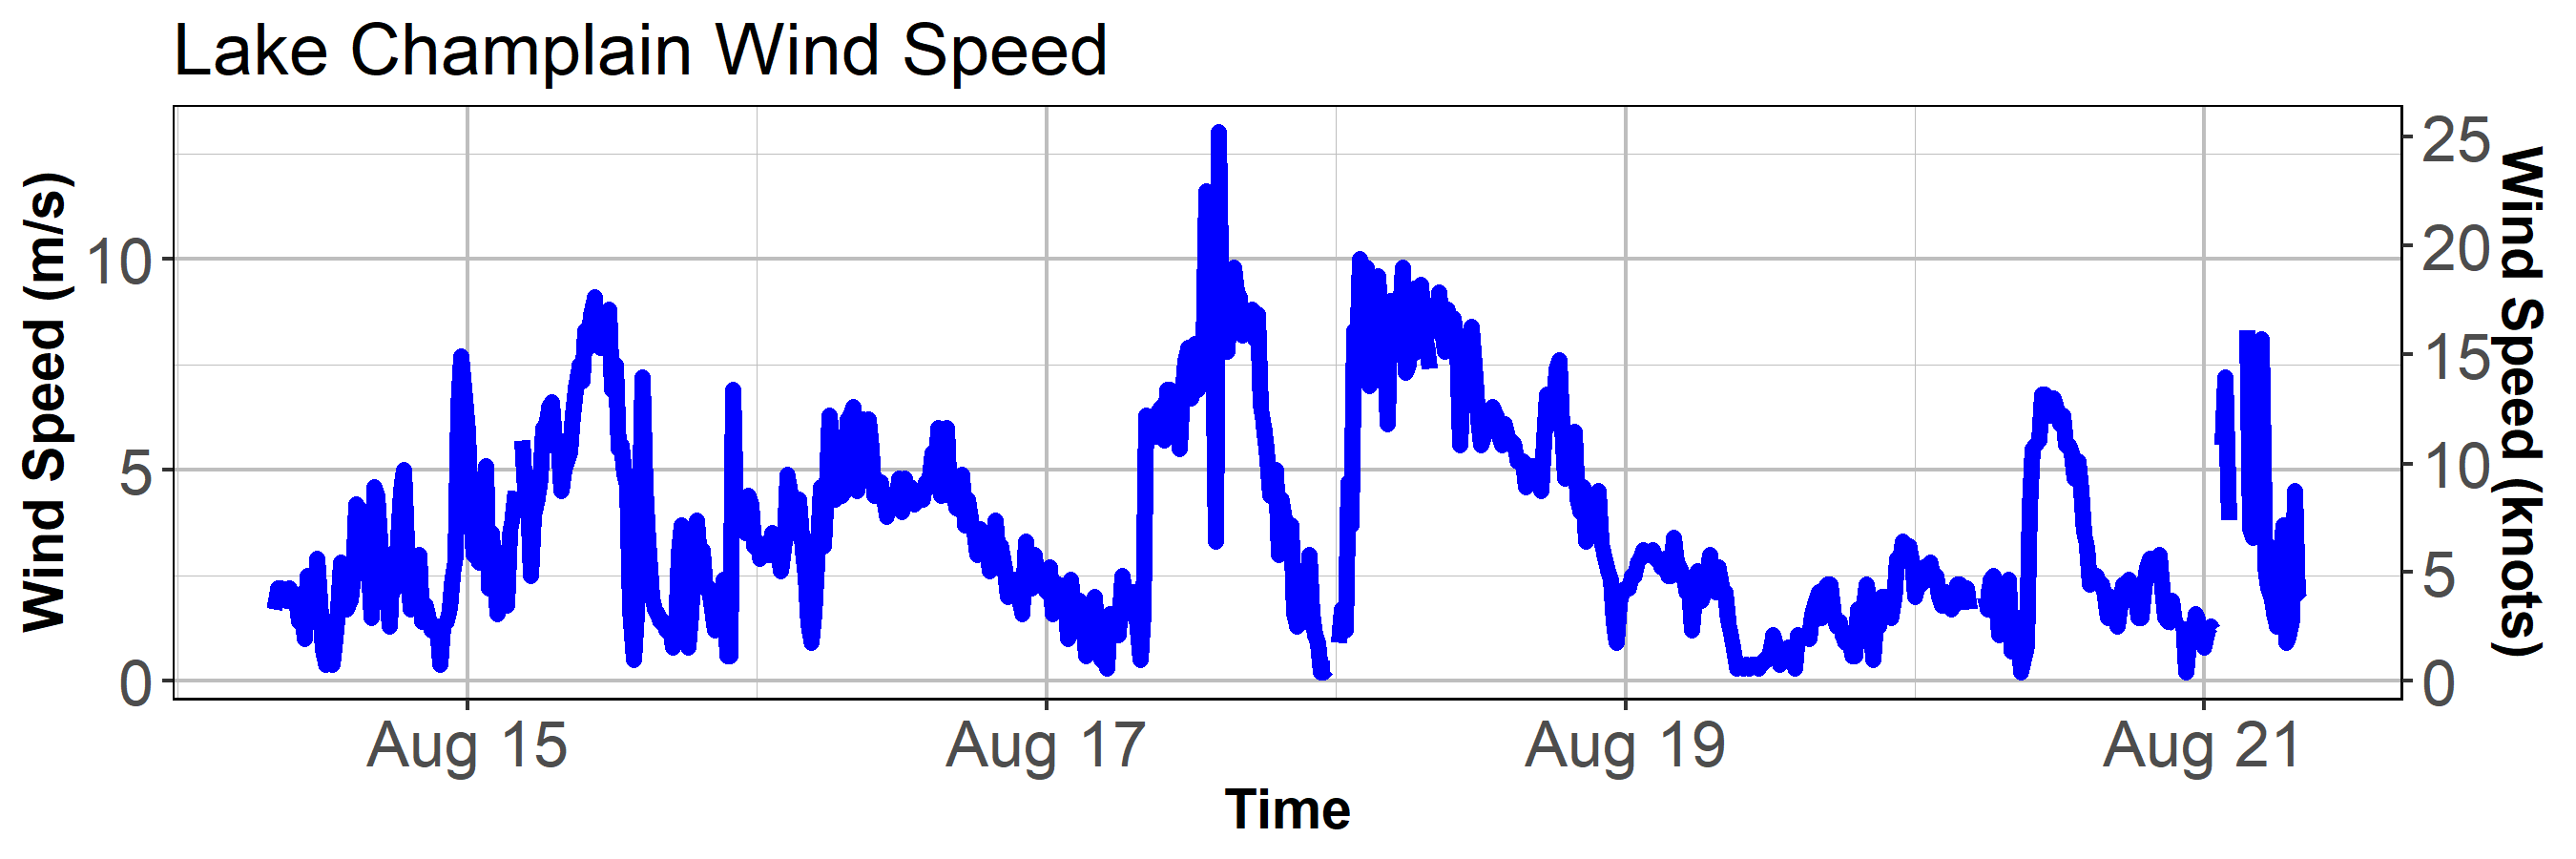 Lake Champlain Wind Speed
Wind Speed (m/s)
10
5
0
25
20
15
10
5
0
Wind Speed (knots)
Aug 15 Aug 17 Aug 19 Aug 21
Time